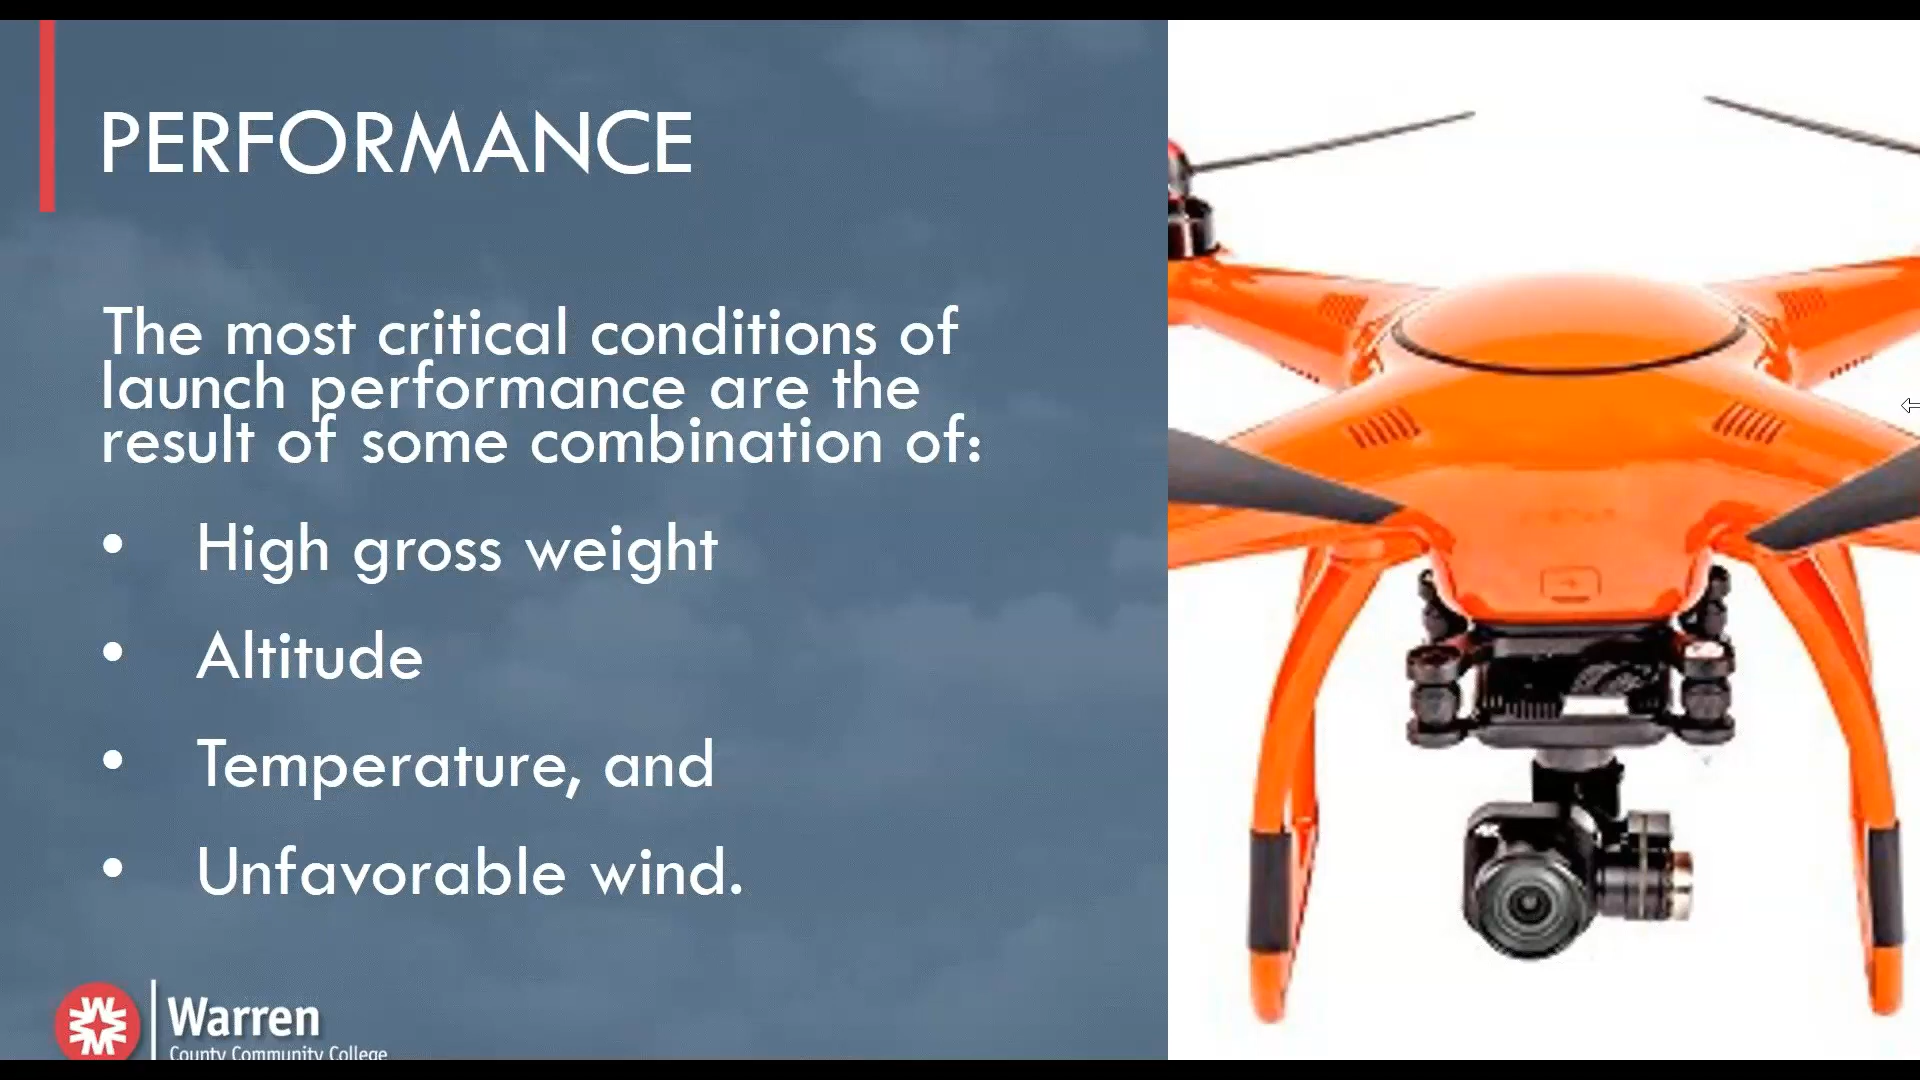 PERFORMANCE
The most critical conditions of
launch performance are the
result of some combination of:
• High gross weight
• Altitude
• Temperature, and
• Unfavorable wind.
Warren
County Community College